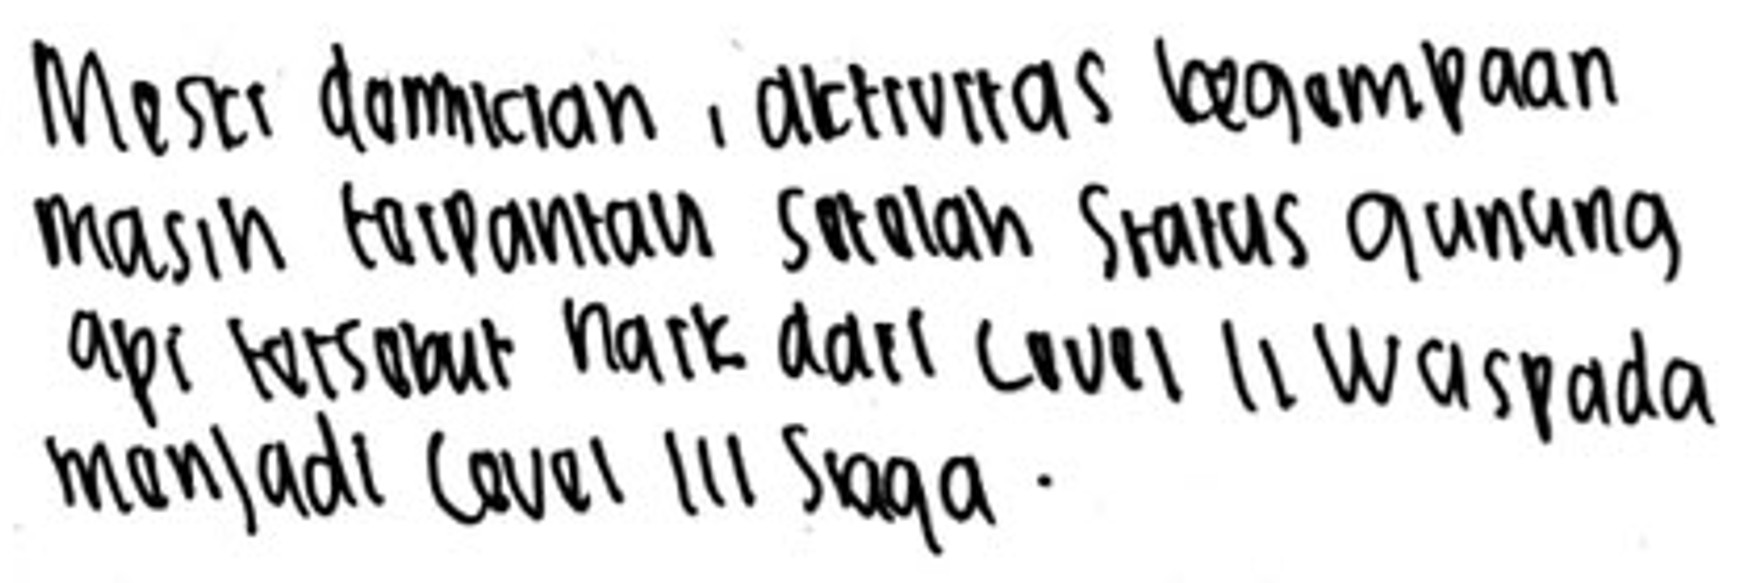 Meski demikian, aktivitas kegempaan
masih terpantau setelah status gunung
api tersebut naik dari Level II Waspada
menjadi Level III Siaga.